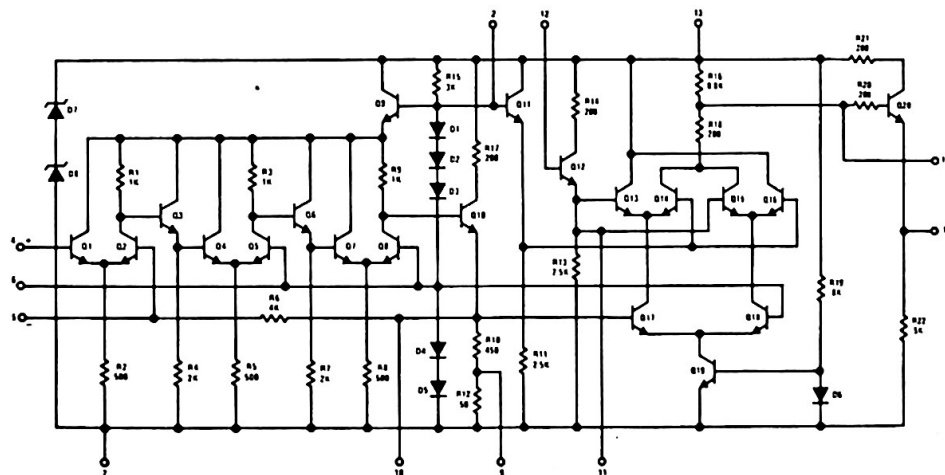 2
12
13
R21
200
R15
3K
R16
R20
200
Q9
Q11
R14
200
Q20
D7
D1
R18
200
R17
200
D2
D8
R1
1K
R3
1K
R9
1K
D3
Q12
Q3
Q6
Q10
Q13
Q14
Q15
Q16
4
+
Q1
Q2
Q4
Q5
Q7
Q8
R13
2.5K
6
R19
8K
R6
4K
R22
5K
5
−
Q17
Q18
R10
450
R2
500
R4
2K
R5
500
R7
2K
R8
500
D4
R11
2.5K
Q19
D5
R12
50
D6
7
10
9
11